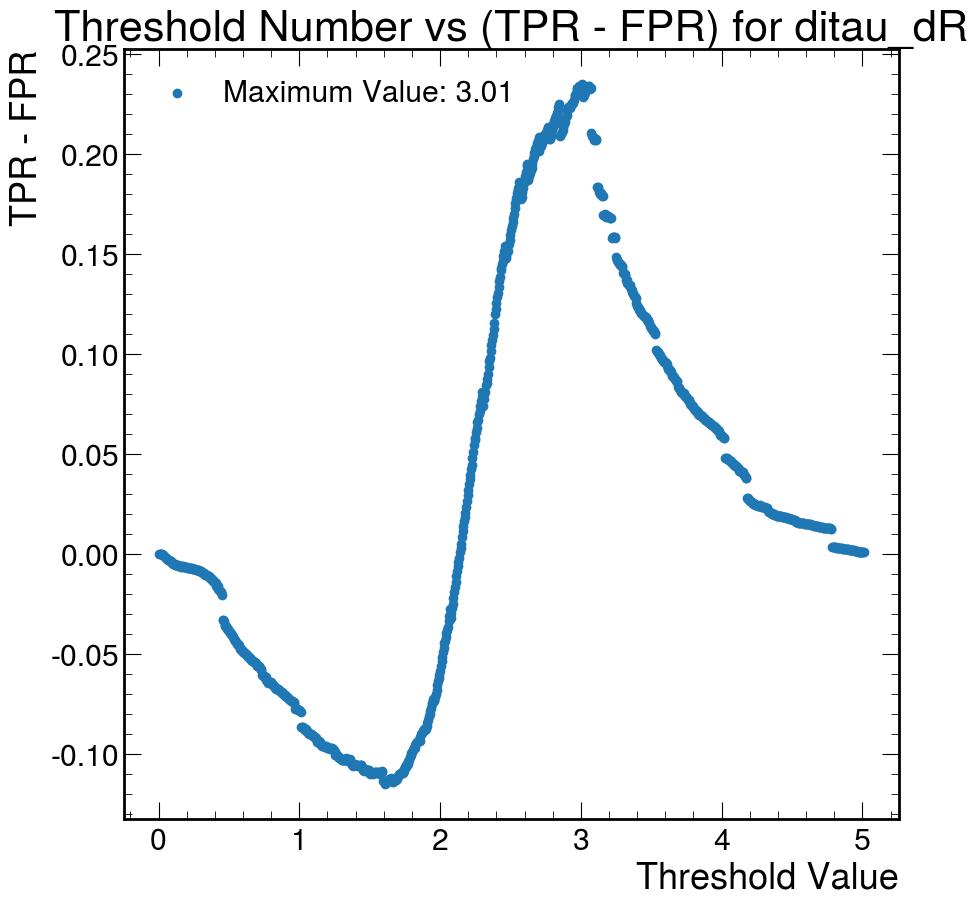 Threshold Number vs (TPR - FPR) for ditau_dR
TPR - FPR
Maximum Value: 3.01
0.25
0.20
0.15
0.10
0.05
0.00
-0.05
-0.10
0 1 2 3 4 5
Threshold Value